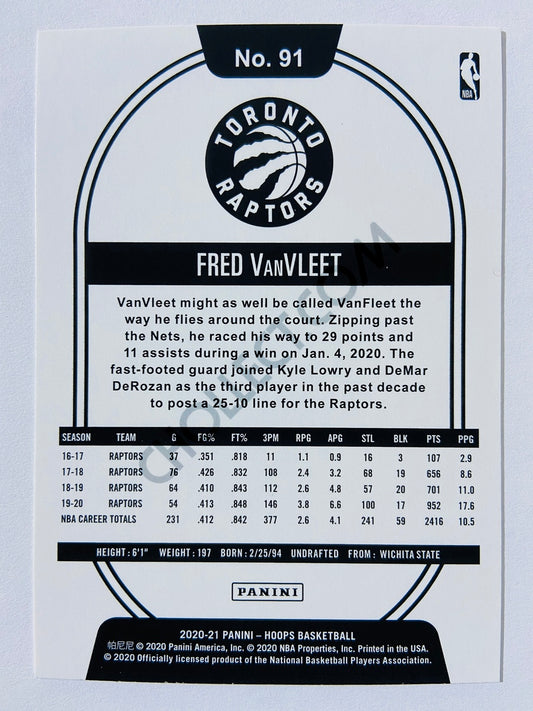 No. 91
NBA
TORONTO
RAPTORS
FRED VANVLEET
VanVleet might as well be called VanFleet the
way he flies around the court. Zipping past
the Nets, he raced his way to 29 points and
11 assists during a win on Jan. 4, 2020. The
fast-footed guard joined Kyle Lowry and DeMar
DeRozan as the third player in the past decade
to post a 25-10 line for the Raptors.
CHOLLECT.COM
SEASON TEAM G FG% FT% 3PM RPG APG STL BLK PTS PPG
16-17 RAPTORS 37 .351 .818 11 1.1 0.9 16 3 107 2.9
17-18 RAPTORS 76 .426 .832 108 2.4 3.2 68 19 656 8.6
18-19 RAPTORS 64 .410 .843 112 2.6 4.8 57 20 701 11.0
19-20 RAPTORS 54 .413 .848 146 3.8 6.6 100 17 952 17.6
NBA CAREER TOTALS 231 .412 .842 377 2.6 4.1 241 59 2416 10.5
HEIGHT: 6'1" WEIGHT: 197 BORN: 2/25/94 UNDRAFTED FROM: WICHITA STATE
PANINI
2020-21 PANINI – HOOPS BASKETBALL
帕尼尼 © 2020 Panini America, Inc. © 2020 NBA Properties, Inc. Printed in the USA.
© 2020 Officially licensed product of the National Basketball Players Association.